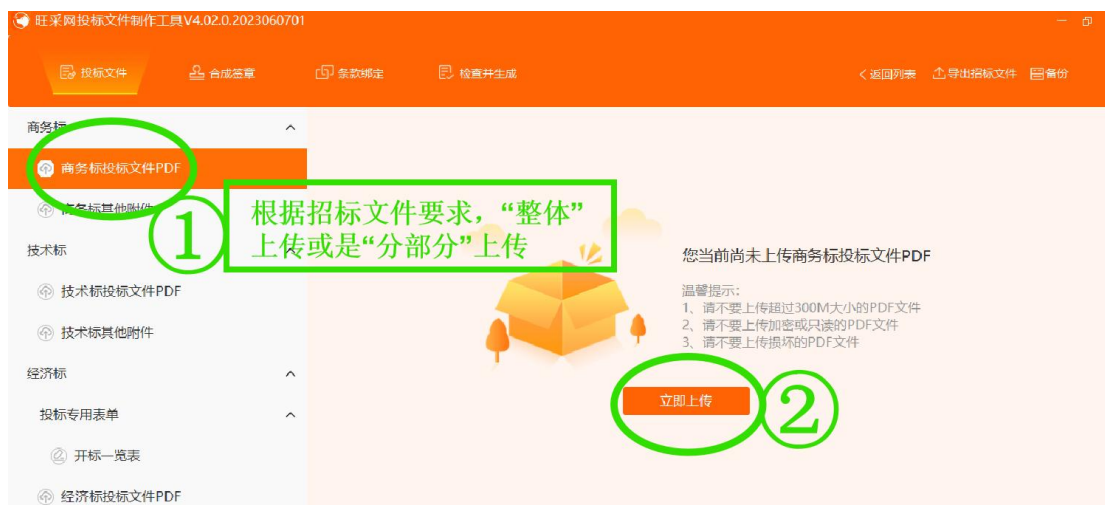 旺采网投标文件制作工具V4.02.0.2023060701
投标文件 合成签章 条款绑定 检查并生成 <返回列表 导出招标文件 备份
商务标
商务标投标文件PDF
商务标其他附件
①
根据招标文件要求，“整体”
上传或是“分部分”上传
技术标
技术标投标文件PDF
技术标其他附件
经济标
投标专用表单
开标一览表
经济标投标文件PDF
您当前尚未上传商务标投标文件PDF
温馨提示：
1、请不要上传超过300M大小的PDF文件
2、请不要上传加密或只读的PDF文件
3、请不要上传损坏的PDF文件
立即上传
②